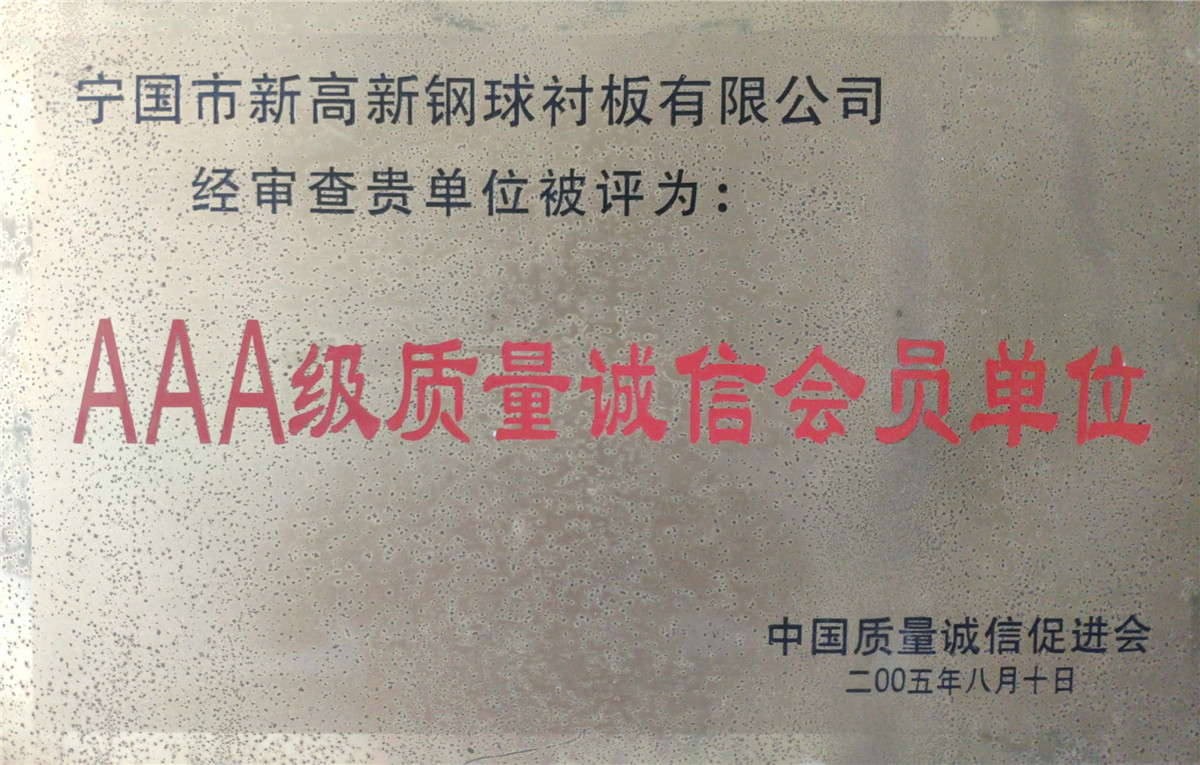 宁国市新高新钢球衬板有限公司
经审查贵单位被评为：
AAA级质量诚信会员单位
中国质量诚信促进会
二00五年八月十日